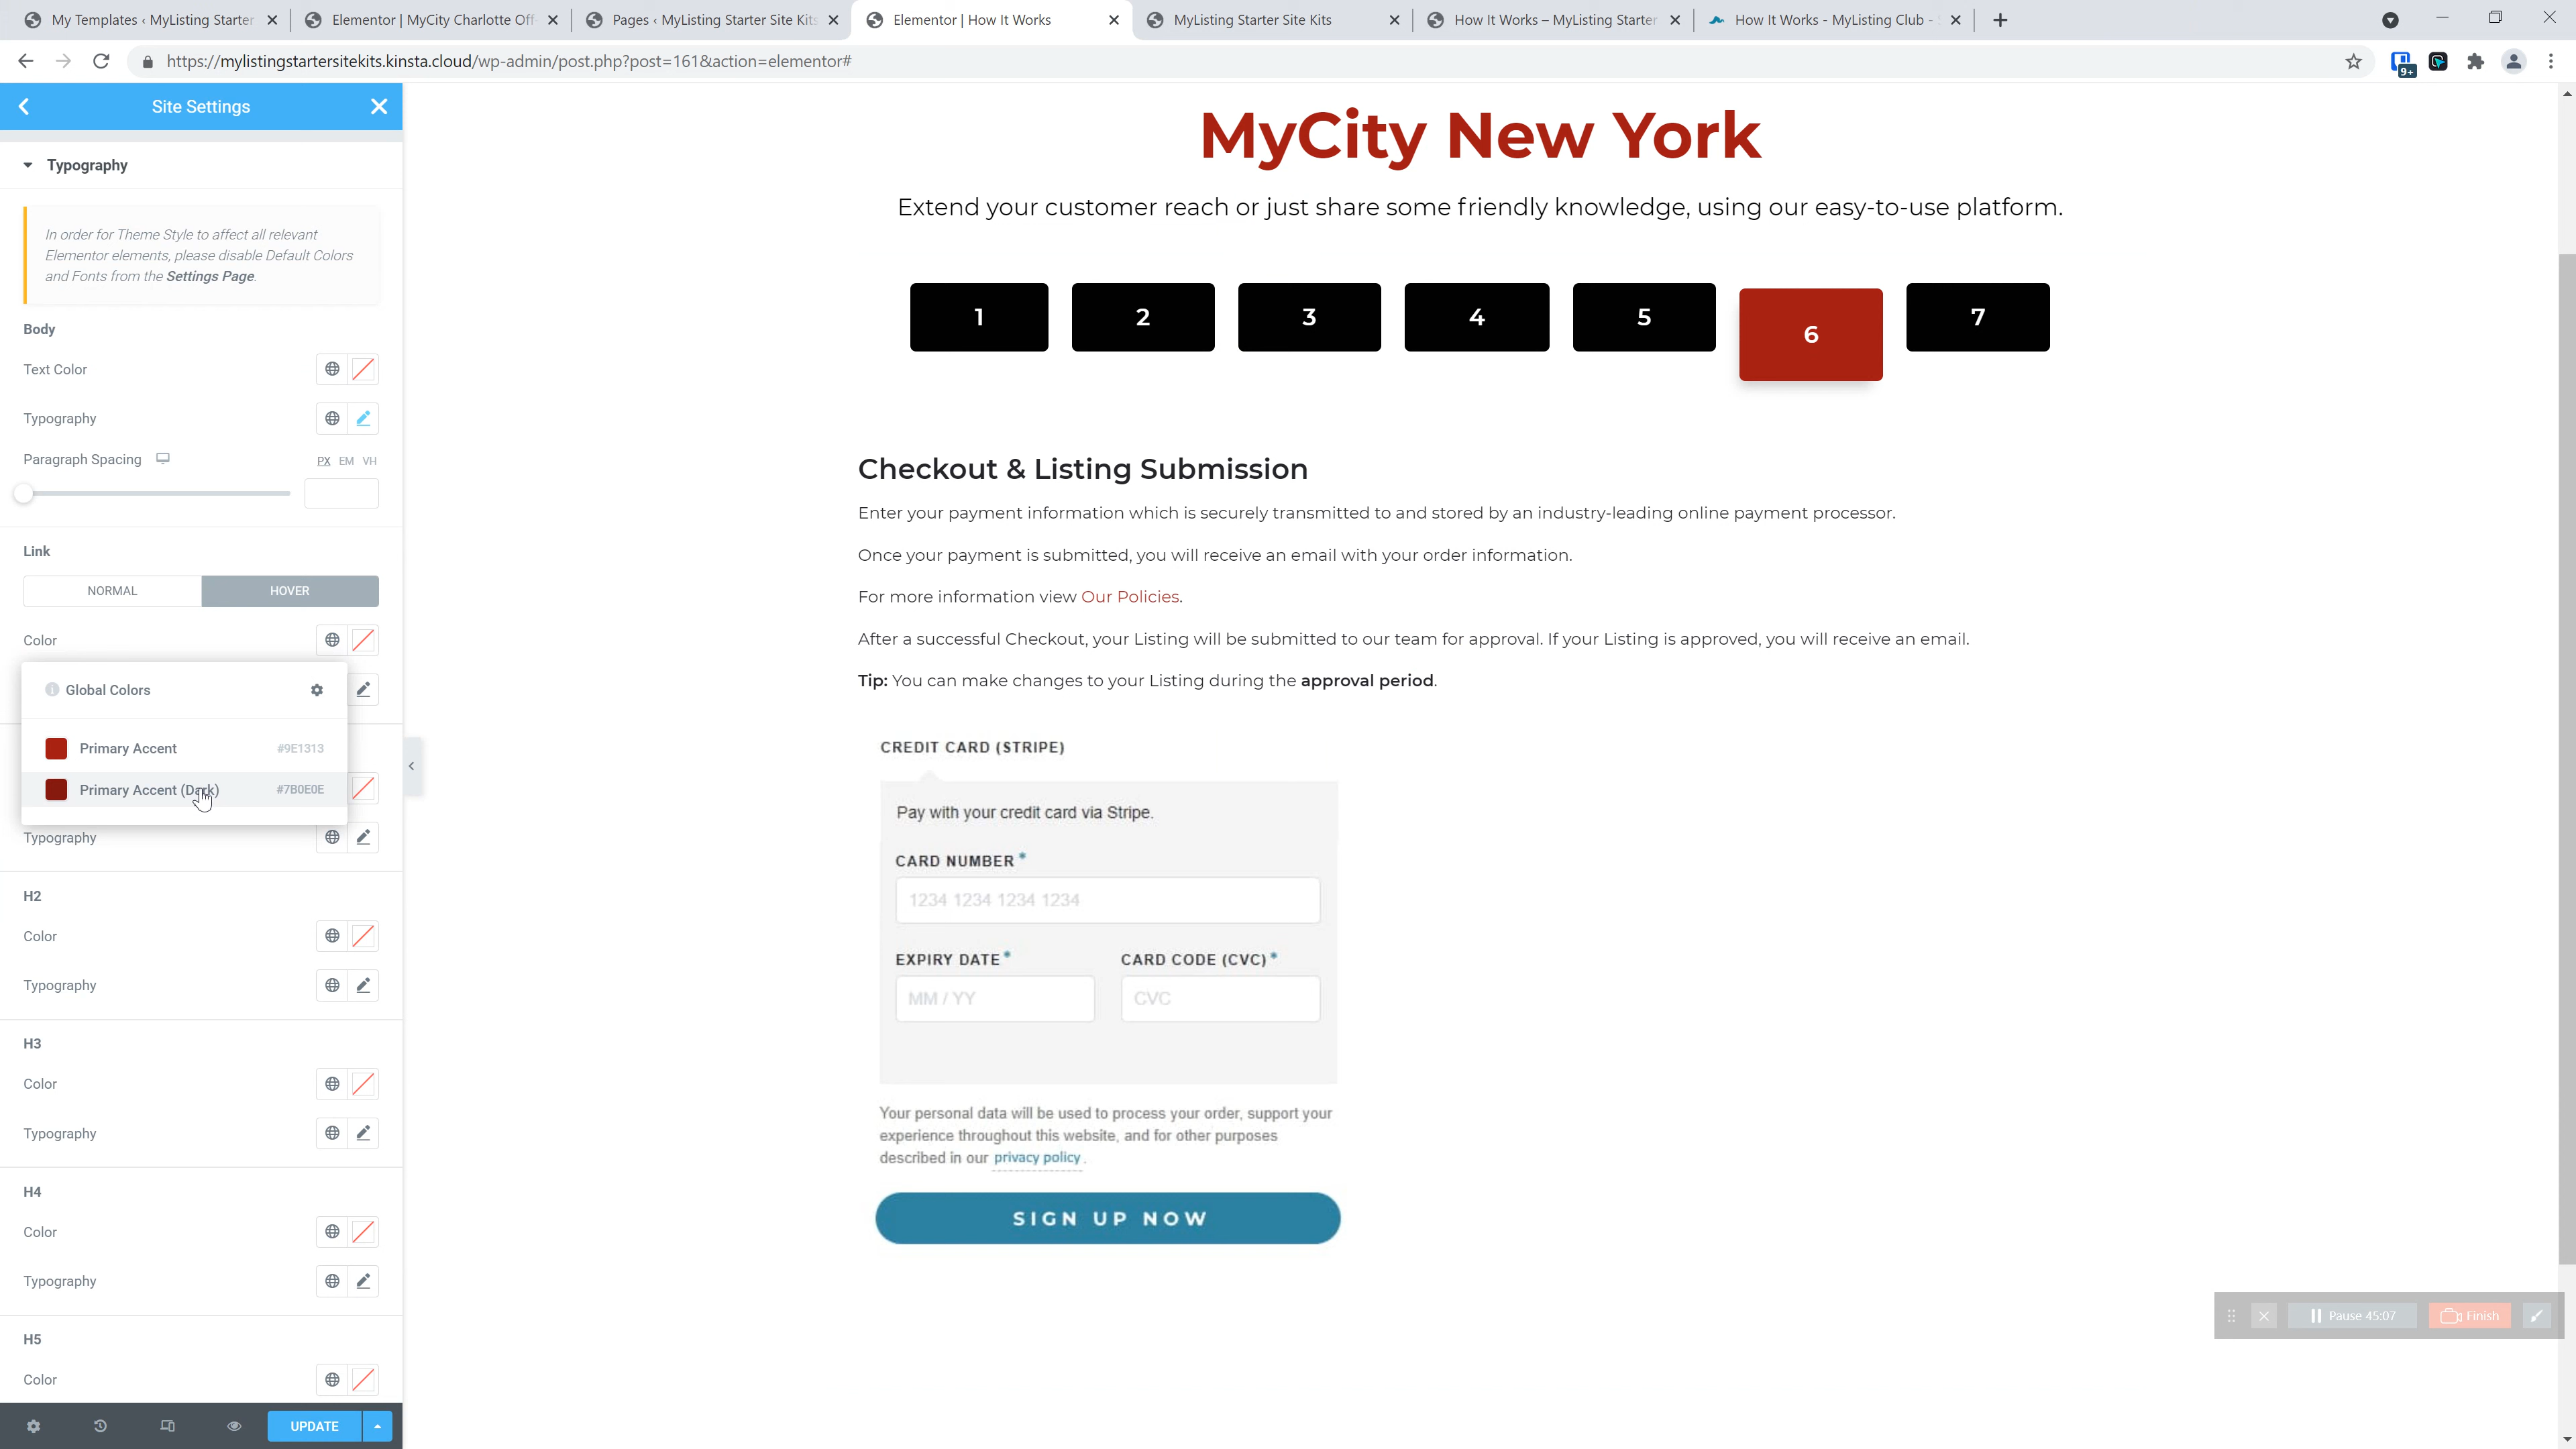 My Templates ‹ MyListing Starter
Elementor | MyCity Charlotte Off
Pages ‹ MyListing Starter Site Kits
Elementor | How It Works
MyListing Starter Site Kits
How It Works – MyListing Starter
How It Works - MyListing Club -
https://mylistingstartersitekits.kinsta.cloud/wp-admin/post.php?post=161&action=elementor#
9+
Site Settings
Typography
In order for Theme Style to affect all relevant
Elementor elements, please disable Default Colors
and Fonts from the Settings Page.
Body
Text Color
Typography
Paragraph Spacing
PX EM VH
Link
NORMAL
HOVER
Color
Global Colors
Primary Accent
#9E1313
Primary Accent (Dark)
#7B0E0E
Typography
H2
Color
Typography
H3
Color
Typography
H4
Color
Typography
H5
Color
UPDATE
MyCity New York
Extend your customer reach or just share some friendly knowledge, using our easy-to-use platform.
1
2
3
4
5
6
7
Checkout & Listing Submission
Enter your payment information which is securely transmitted to and stored by an industry-leading online payment processor.
Once your payment is submitted, you will receive an email with your order information.
For more information view Our Policies.
After a successful Checkout, your Listing will be submitted to our team for approval. If your Listing is approved, you will receive an email.
Tip: You can make changes to your Listing during the approval period.
CREDIT CARD (STRIPE)
Pay with your credit card via Stripe.
CARD NUMBER *
1234 1234 1234 1234
EXPIRY DATE *
CARD CODE (CVC) *
MM / YY
CVC
Your personal data will be used to process your order, support your
experience throughout this website, and for other purposes
described in our privacy policy.
SIGN UP NOW
Pause 45:07
Finish